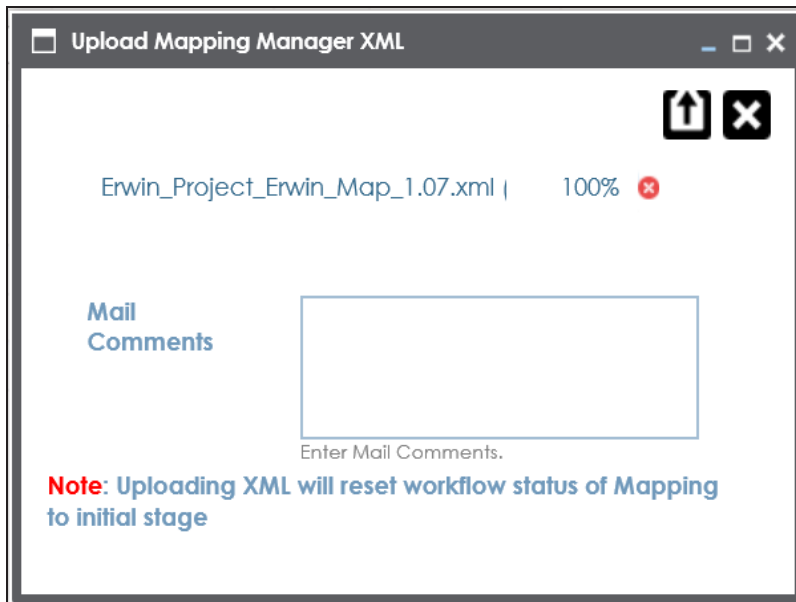 Upload Mapping Manager XML
Erwin_Project_Erwin_Map_1.07.xml ( 100%
Mail
Comments
Enter Mail Comments.
Note: Uploading XML will reset workflow status of Mapping
to initial stage